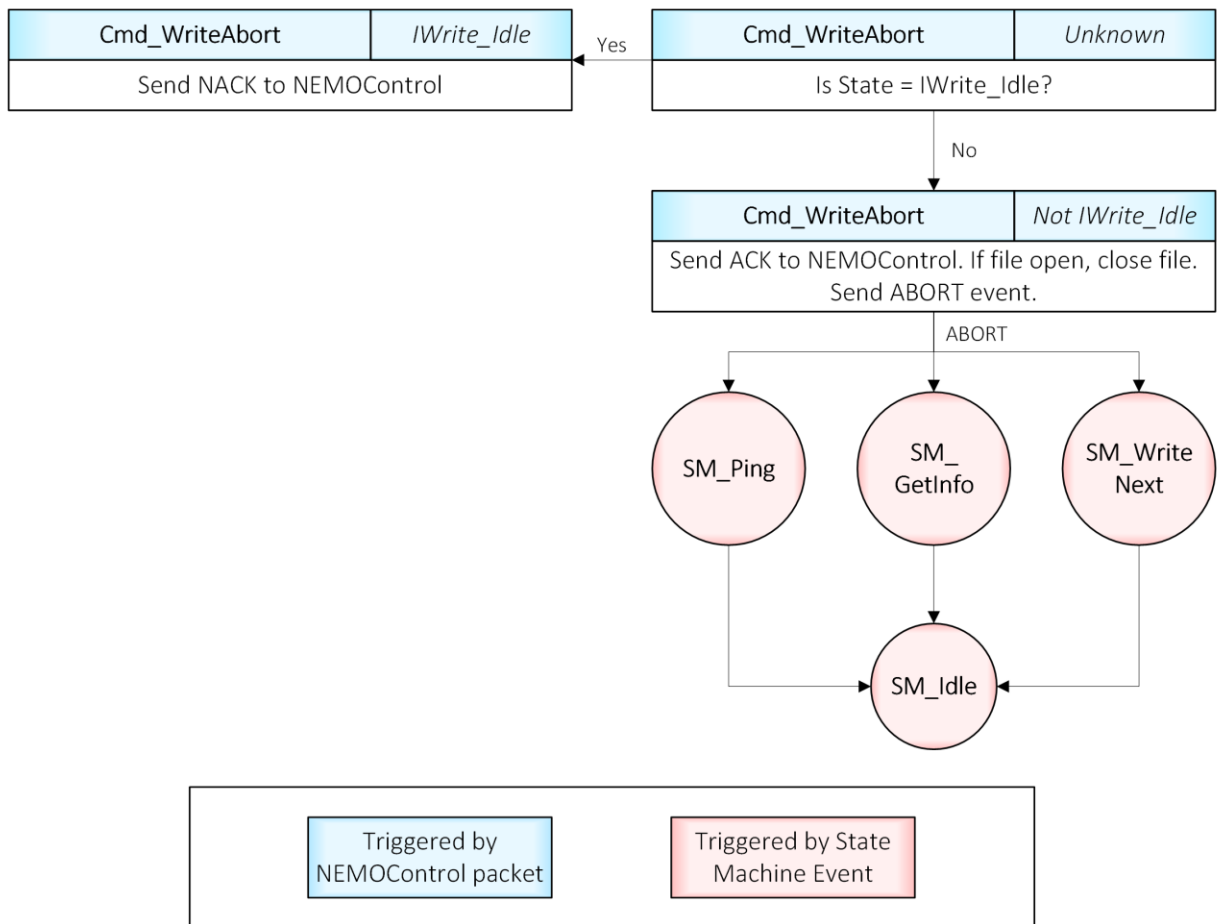 Cmd_WriteAbort
IWrite_Idle
Send NACK to NEMOControl
Yes
Cmd_WriteAbort
Unknown
Is State = IWrite_Idle?
No
Cmd_WriteAbort
Not IWrite_Idle
Send ACK to NEMOControl. If file open, close file.
Send ABORT event.
ABORT
SM_Ping
SM_
GetInfo
SM_Write
Next
SM_Idle
Triggered by
NEMOControl packet
Triggered by State
Machine Event